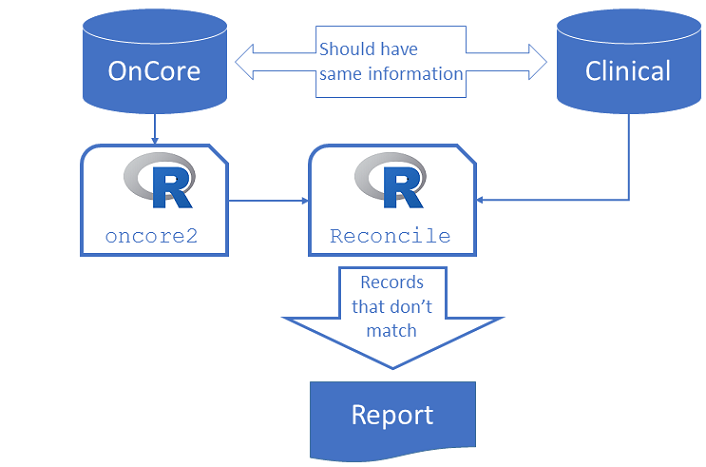 OnCore
Should have
same information
Clinical
R
R
oncore2
Reconcile
Records
that don't
match
Report